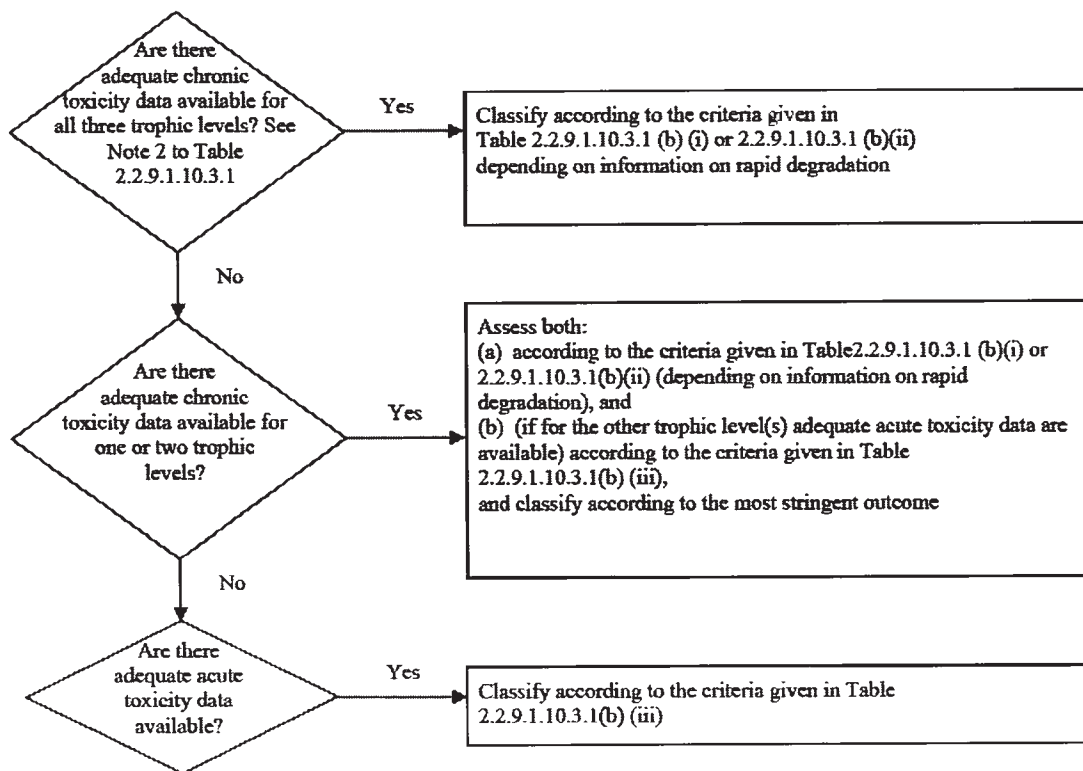 Are there
adequate chronic
toxicity data available for
all three trophic levels? See
Note 2 to Table
2.2.9.1.10.3.1
Yes
Classify according to the criteria given in
Table 2.2.9.1.10.3.1 (b) (i) or 2.2.9.1.10.3.1 (b)(ii)
depending on information on rapid degradation
No
Are there
adequate chronic
toxicity data available for
one or two trophic
levels?
Yes
Assess both:
(a) according to the criteria given in Table2.2.9.1.10.3.1 (b)(i) or
2.2.9.1.10.3.1(b)(ii) (depending on information on rapid
degradation), and
(b) (if for the other trophic level(s) adequate acute toxicity data are
available) according to the criteria given in Table
2.2.9.1.10.3.1(b) (iii),
and classify according to the most stringent outcome
No
Are there
adequate acute
toxicity data
available?
Yes
Classify according to the criteria given in Table
2.2.9.1.10.3.1(b) (iii)